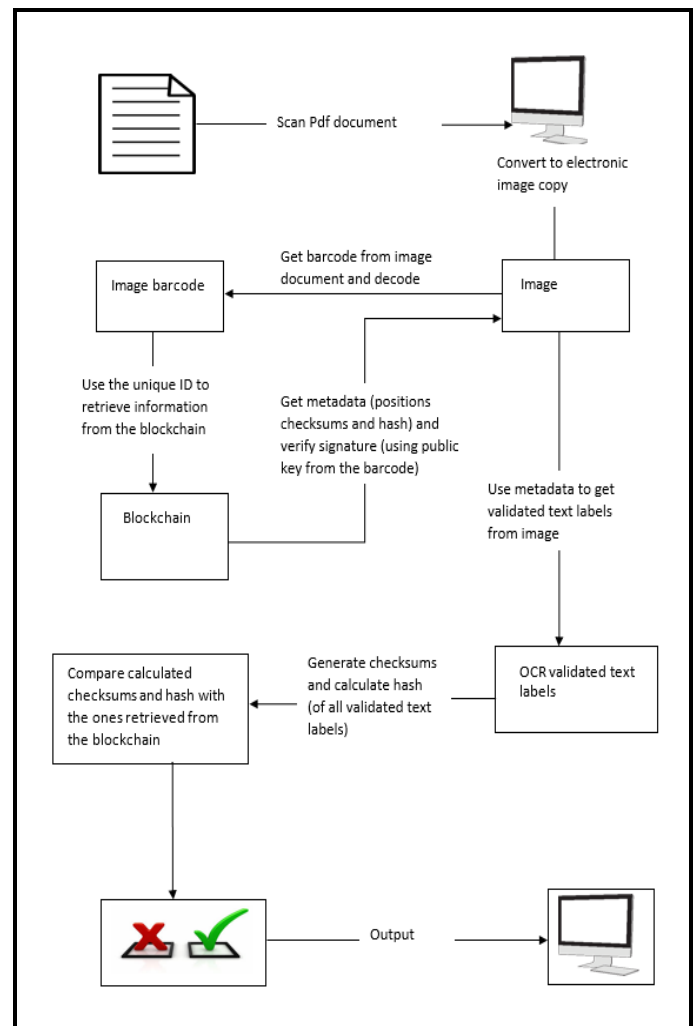 Scan Pdf document
Convert to electronic
image copy
Get barcode from image
document and decode
Image barcode
Image
Use the unique ID to
retrieve information
from the blockchain
Get metadata (positions
checksums and hash) and
verify signature (using public
key from the barcode)
Blockchain
Use metadata to get
validated text labels
from image
Compare calculated
checksums and hash with
the ones retrieved from
the blockchain
Generate checksums
and calculate hash
(of all validated text
labels)
OCR validated text
labels
Output